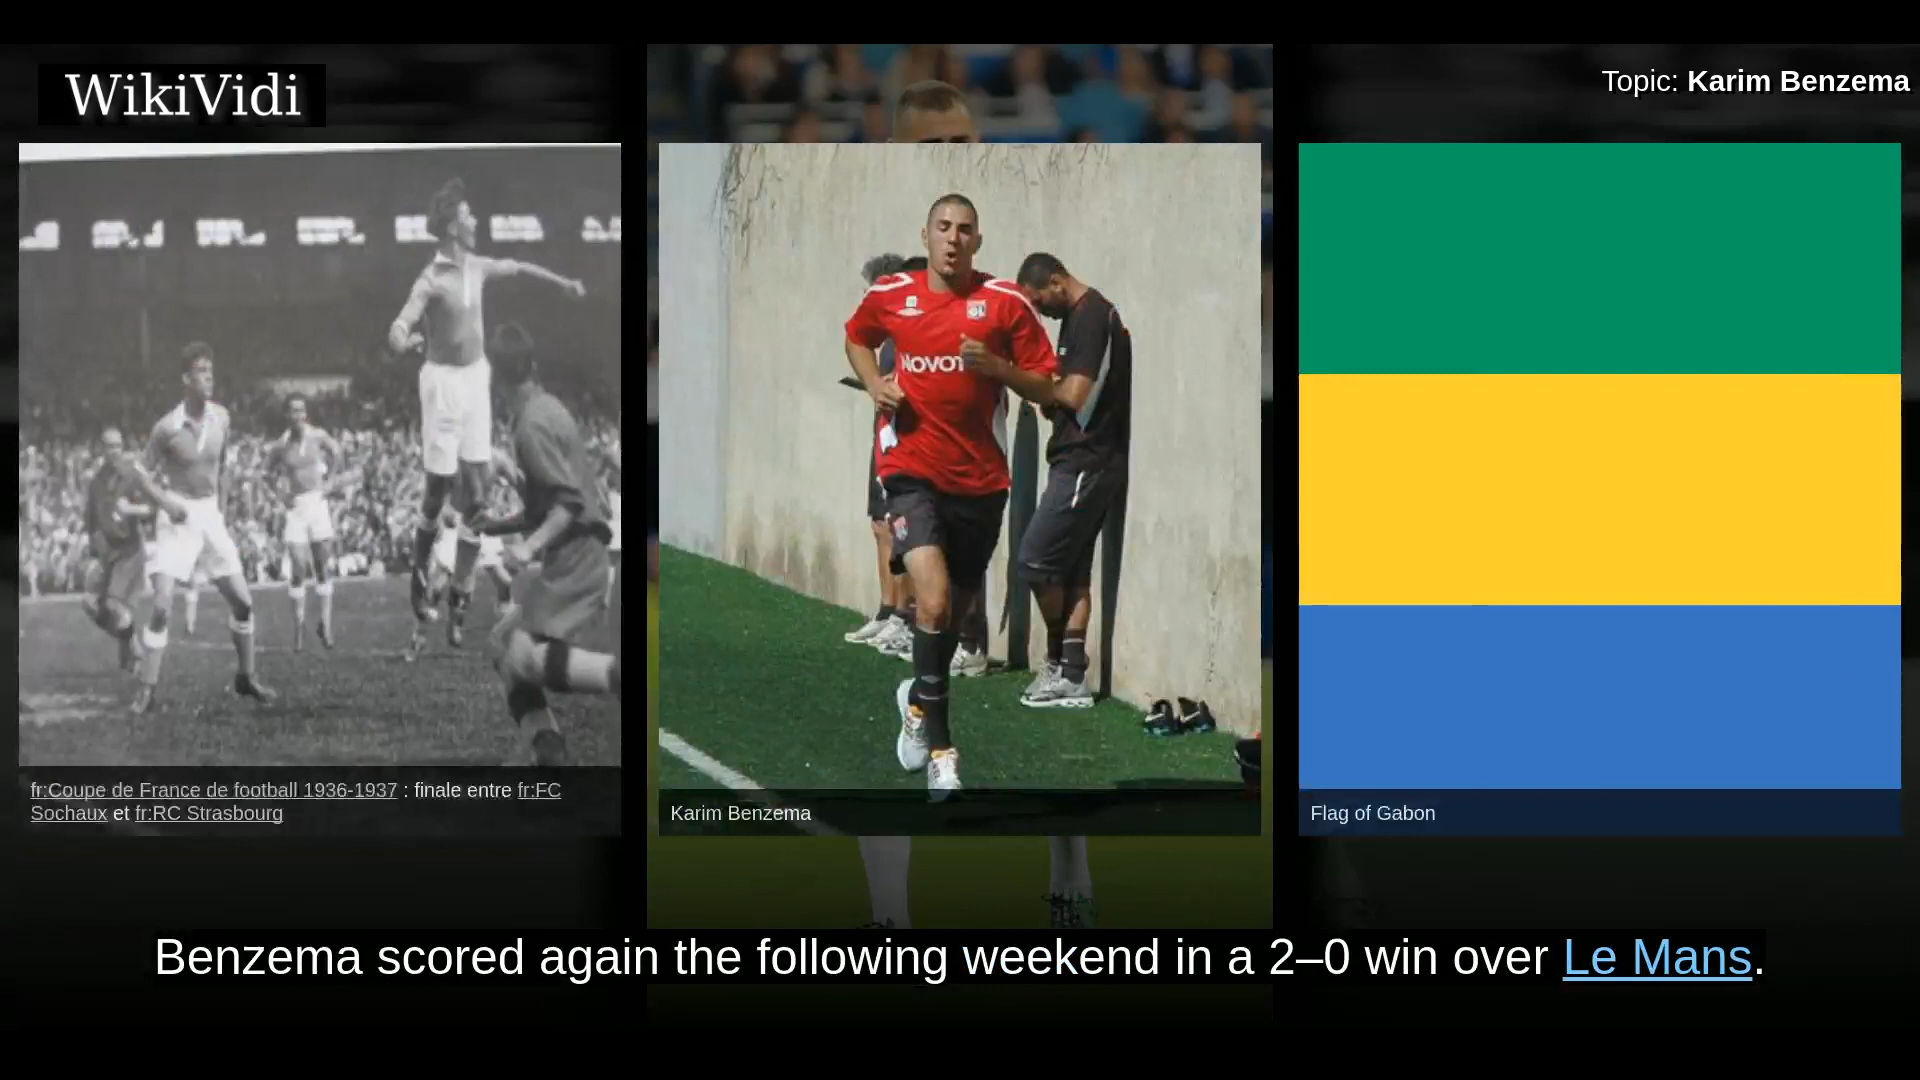 WikiVidi
Topic: Karim Benzema
NOVOT
OL
fr:Coupe de France de football 1936-1937 : finale entre fr:FC
Sochaux et fr:RC Strasbourg
Karim Benzema
Flag of Gabon
Benzema scored again the following weekend in a 2–0 win over Le Mans.